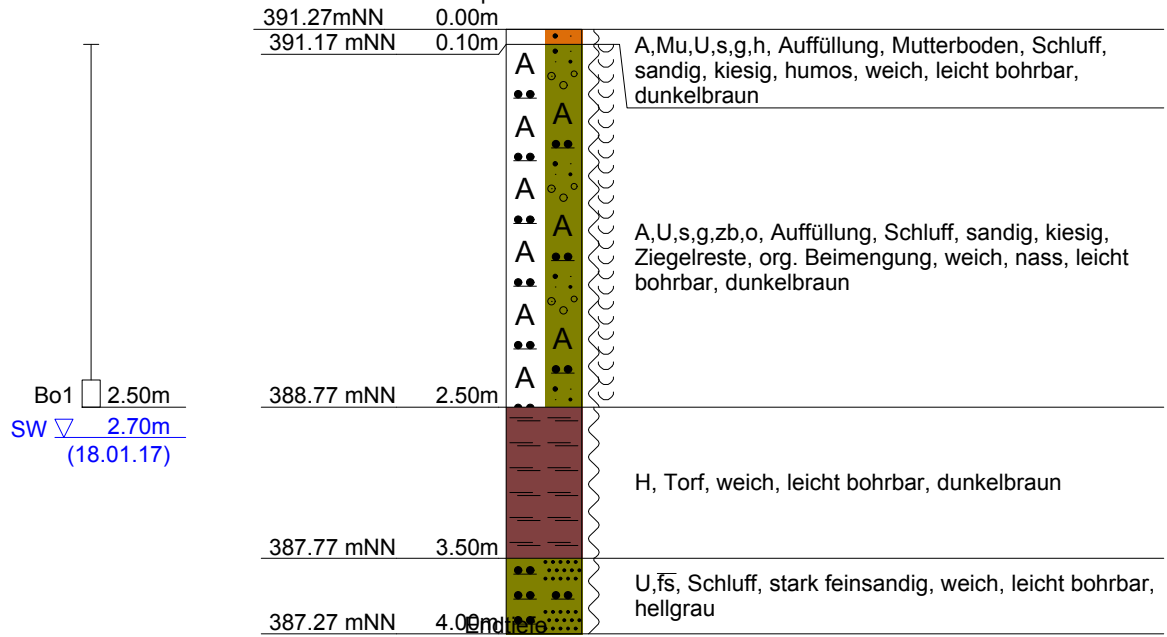 391.27mNN 0.00m
391.17 mNN 0.10m
A,Mu,U,s,g,h, Auffüllung, Mutterboden, Schluff,
sandig, kiesig, humos, weich, leicht bohrbar,
dunkelbraun
A
A
A
A
A
A
A
A
A
A,U,s,g,zb,o, Auffüllung, Schluff, sandig, kiesig,
Ziegelreste, org. Beimengung, weich, nass, leicht
bohrbar, dunkelbraun
Bo1 2.50m
388.77 mNN 2.50m
SW 2.70m
(18.01.17)
H, Torf, weich, leicht bohrbar, dunkelbraun
387.77 mNN 3.50m
U,f̅s̅, Schluff, stark feinsandig, weich, leicht bohrbar,
hellgrau
387.27 mNN 4.00m
Endtiefe